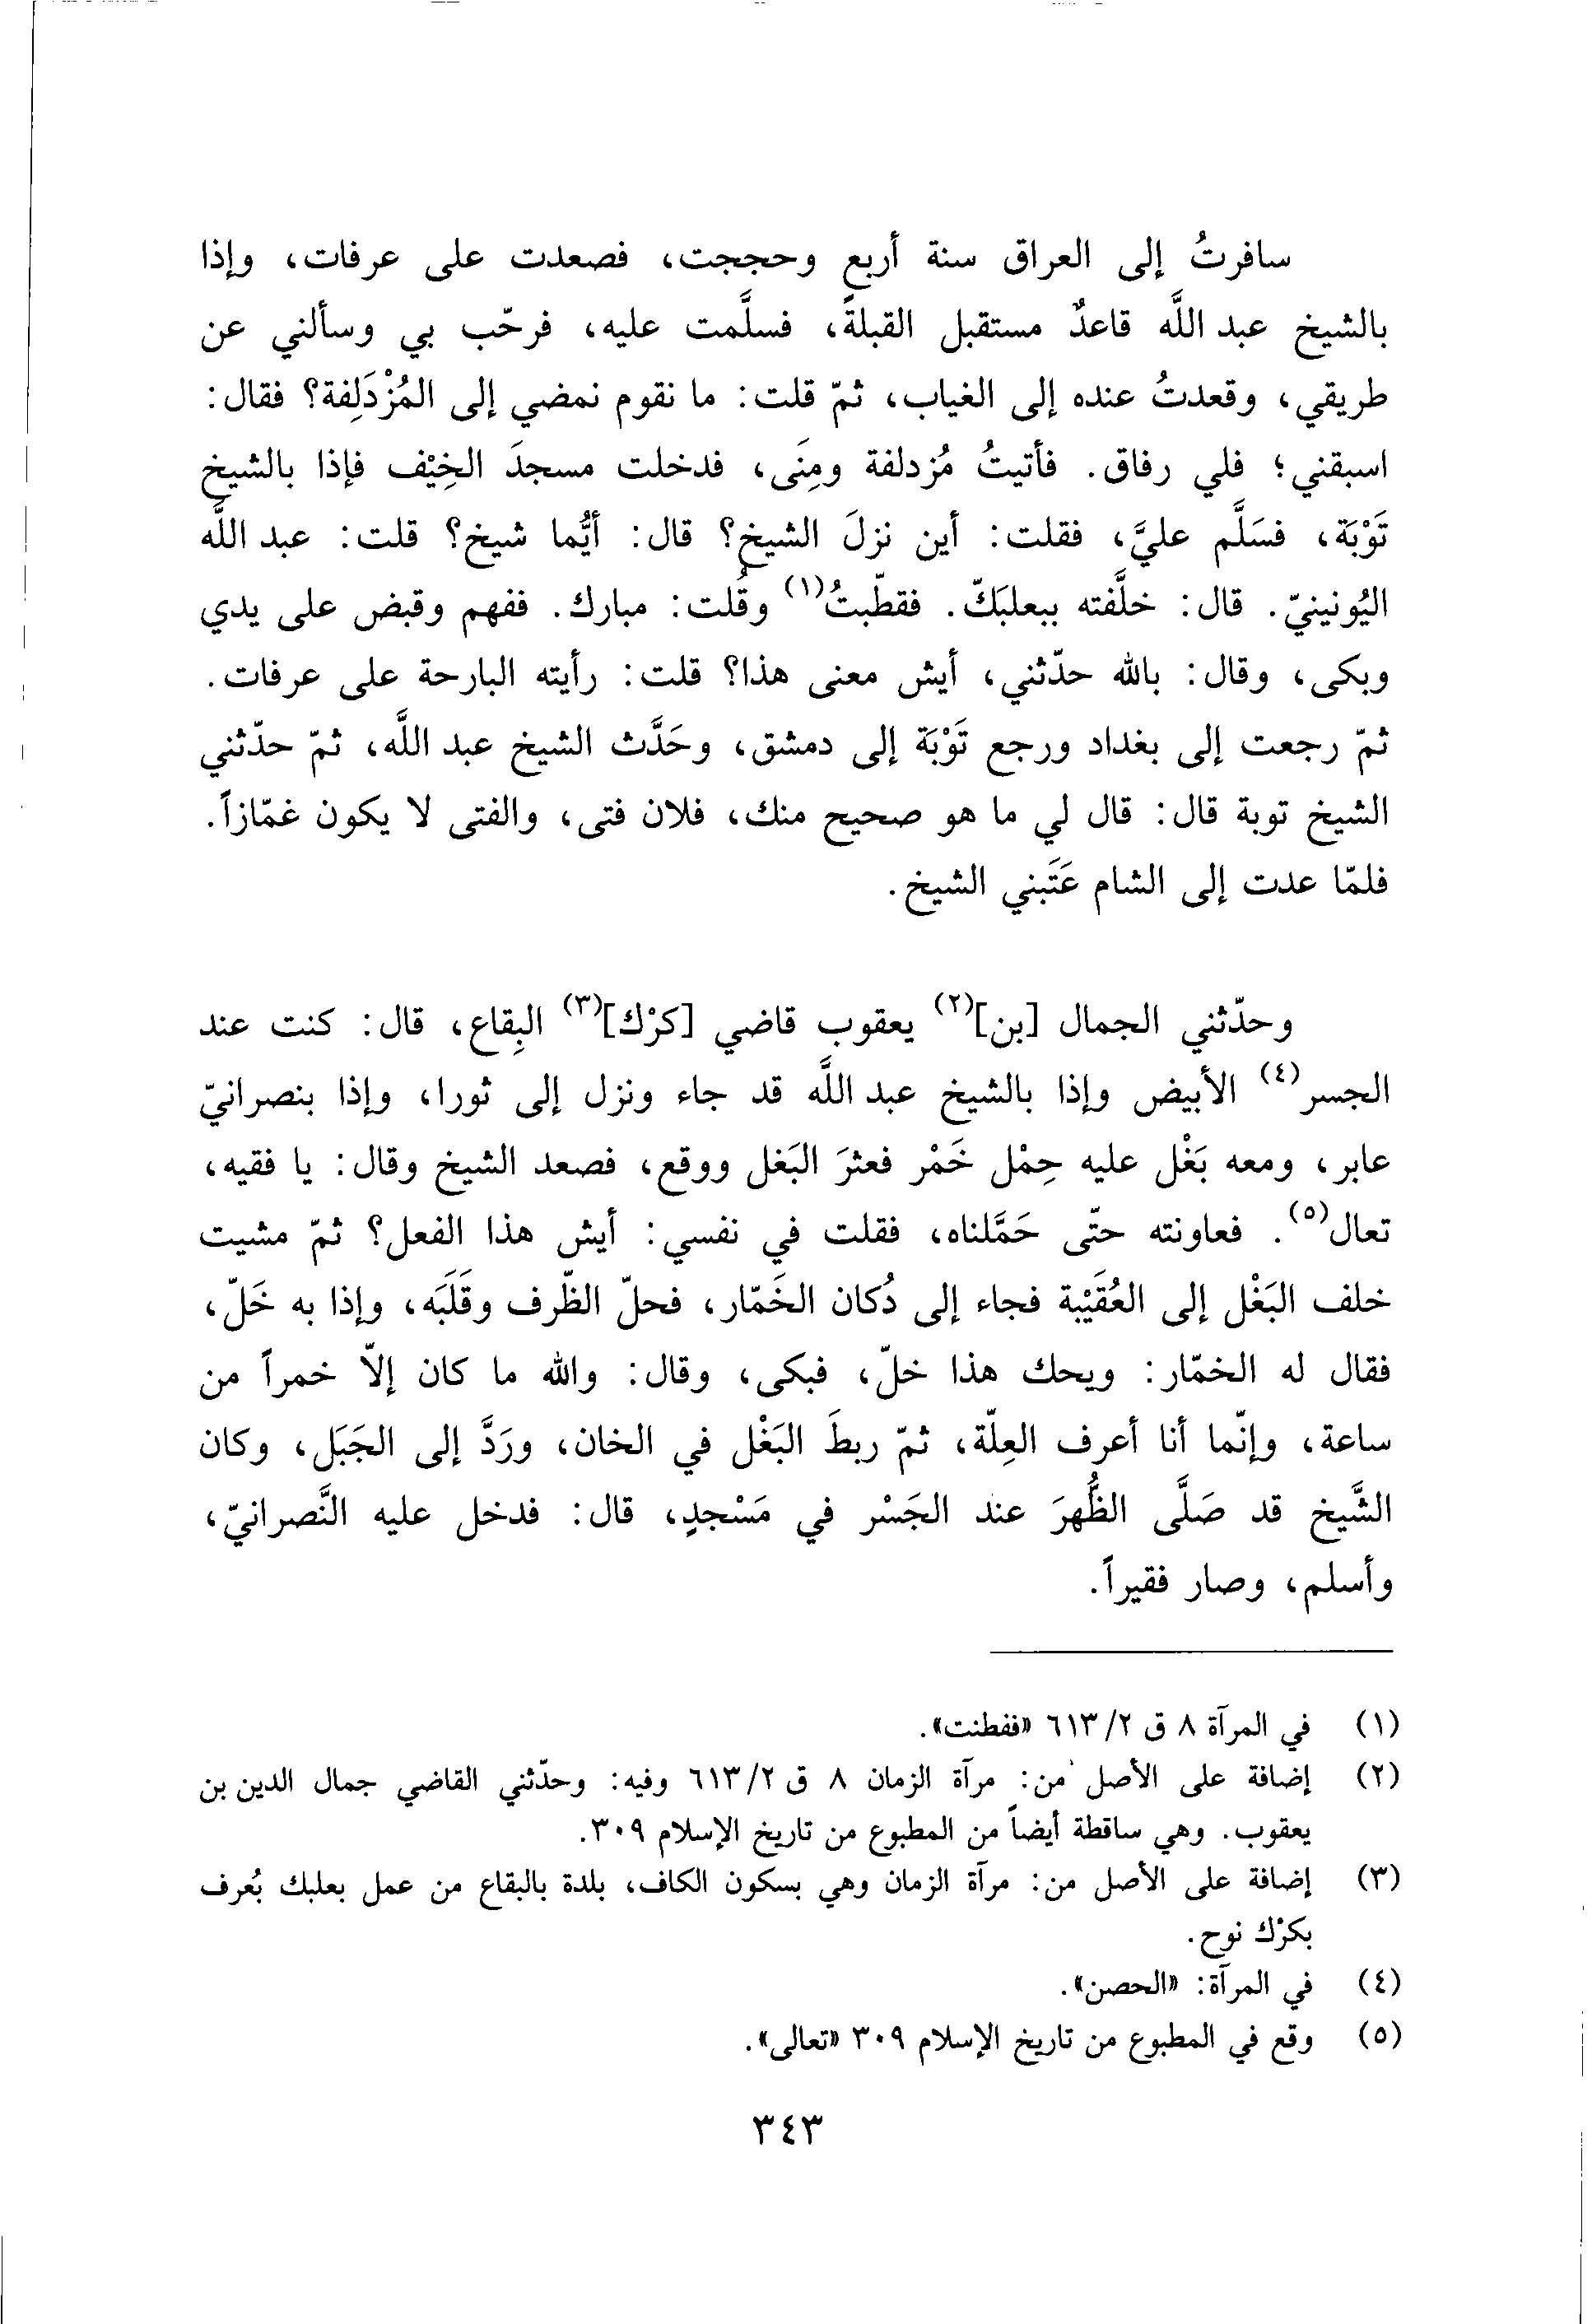 سافرتُ إلى العراق سنة أربعٍ وحججت، فصعدت على عرفات، وإذا
بالشيخ عبد اللَّه قاعدٌ مستقبل القبلةَ، فسلَّمت عليه، فرحّب بي وسألني عن
طريقي، وقعدتُ عنده إلى الغياب، ثمّ قلت: ما نقوم نمضي إلى المُزْدَلِفة؟ فقال:
اسبقني؛ فلي رفاق. فأتيتُ مُزدلفة ومِنَى، فدخلت مسجدَ الخِيْف فإذا بالشيخ
تَوْبَة، فسَلَّم عليَّ، فقلت: أين نزلَ الشيخ؟ قال: أيُّما شيخ؟ قلت: عبد اللَّه
اليُونينيّ. قال: خلَّفته ببعلبَكّ. فقطّبتُ(١) وقُلت: مبارك. ففهم وقبض على يدي
وبكى، وقال: بالله حدّثني، أيش معنى هذا؟ قلت: رأيته البارحة على عرفات.
ثمّ رجعت إلى بغداد ورجع تَوْبَة إلى دمشق، وحَدَّث الشيخ عبد اللَّه، ثمّ حدّثني
الشيخ توبة قال: قال لي ما هو صحيح منك، فلان فتى، والفتى لا يكون غمّازاً.
فلمّا عدت إلى الشام عَتَبني الشيخ.
وحدّثني الجمال [بن](٢) يعقوب قاضي [كرْك](٣) البِقاع، قال: كنت عند
الجسر(٤) الأبيض وإذا بالشيخ عبد اللَّه قد جاء ونزل إلى ثورا، وإذا بنصرانيّ
عابر، ومعه بَغْل عليه حِمْل خَمْر فعثرَ البَغل ووقع، فصعد الشيخ وقال: يا فقيه،
تعال(٥). فعاونته حتّى حَمَّلناه، فقلت في نفسي: أيش هذا الفعل؟ ثمّ مشيت
خلف البَغْل إلى العُقَيْبة فجاء إلى دُكان الخَمّار، فحلّ الظّرف وقَلَبَه، وإذا به خَلّ،
فقال له الخمّار: ويحك هذا خلّ، فبكى، وقال: والله ما كان إلاّ خمراً من
ساعة، وإنّما أنا أعرف العِلّة، ثمّ ربطَ البَغْل في الخان، ورَدَّ إلى الجَبَل، وكان
الشَّيخ قد صَلَّى الظُّهرَ عند الجَسْر في مَسْجدٍ، قال: فدخل عليه النَّصرانيّ،
وأسلم، وصار فقيراً.
(١) في المرآة ٨ ق ٢/ ٦١٣ «ففطنت».
(٢) إضافة على الأصل من: مرآة الزمان ٨ ق ٢/ ٦١٣ وفيه: وحدّثني القاضي جمال الدين بن
يعقوب. وهي ساقطة أيضاً من المطبوع من تاريخ الإسلام ٣٠٩.
(٣) إضافة على الأصل من: مرآة الزمان وهي بسكون الكاف، بلدة بالبقاع من عمل بعلبك بُعرف
بكرْك نوح.
(٤) في المرآة: «الحصن».
(٥) وقع في المطبوع من تاريخ الإسلام ٣٠٩ «تعالى».
٣٤٣